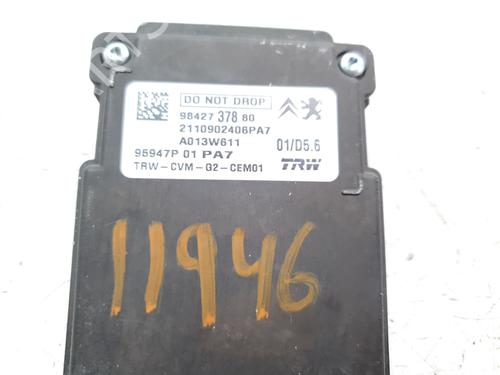 DO NOT DROP
98427 378 80
2110902406PA7
A013W611
01/D5.6
95947P 01 PA7
TRW-CVM-G2-CEM01
TRW
11946